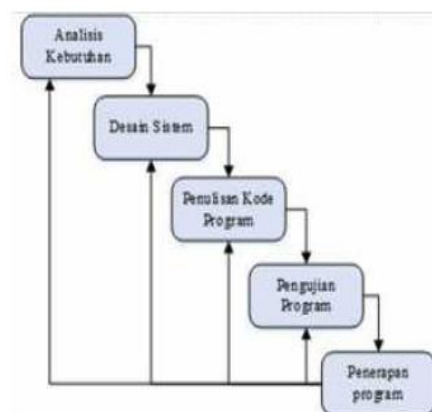 Analisis
Kebutuhan
Desain Sistem
Penulisan Kode
Program
Pengujian
Program
Penerapan
program